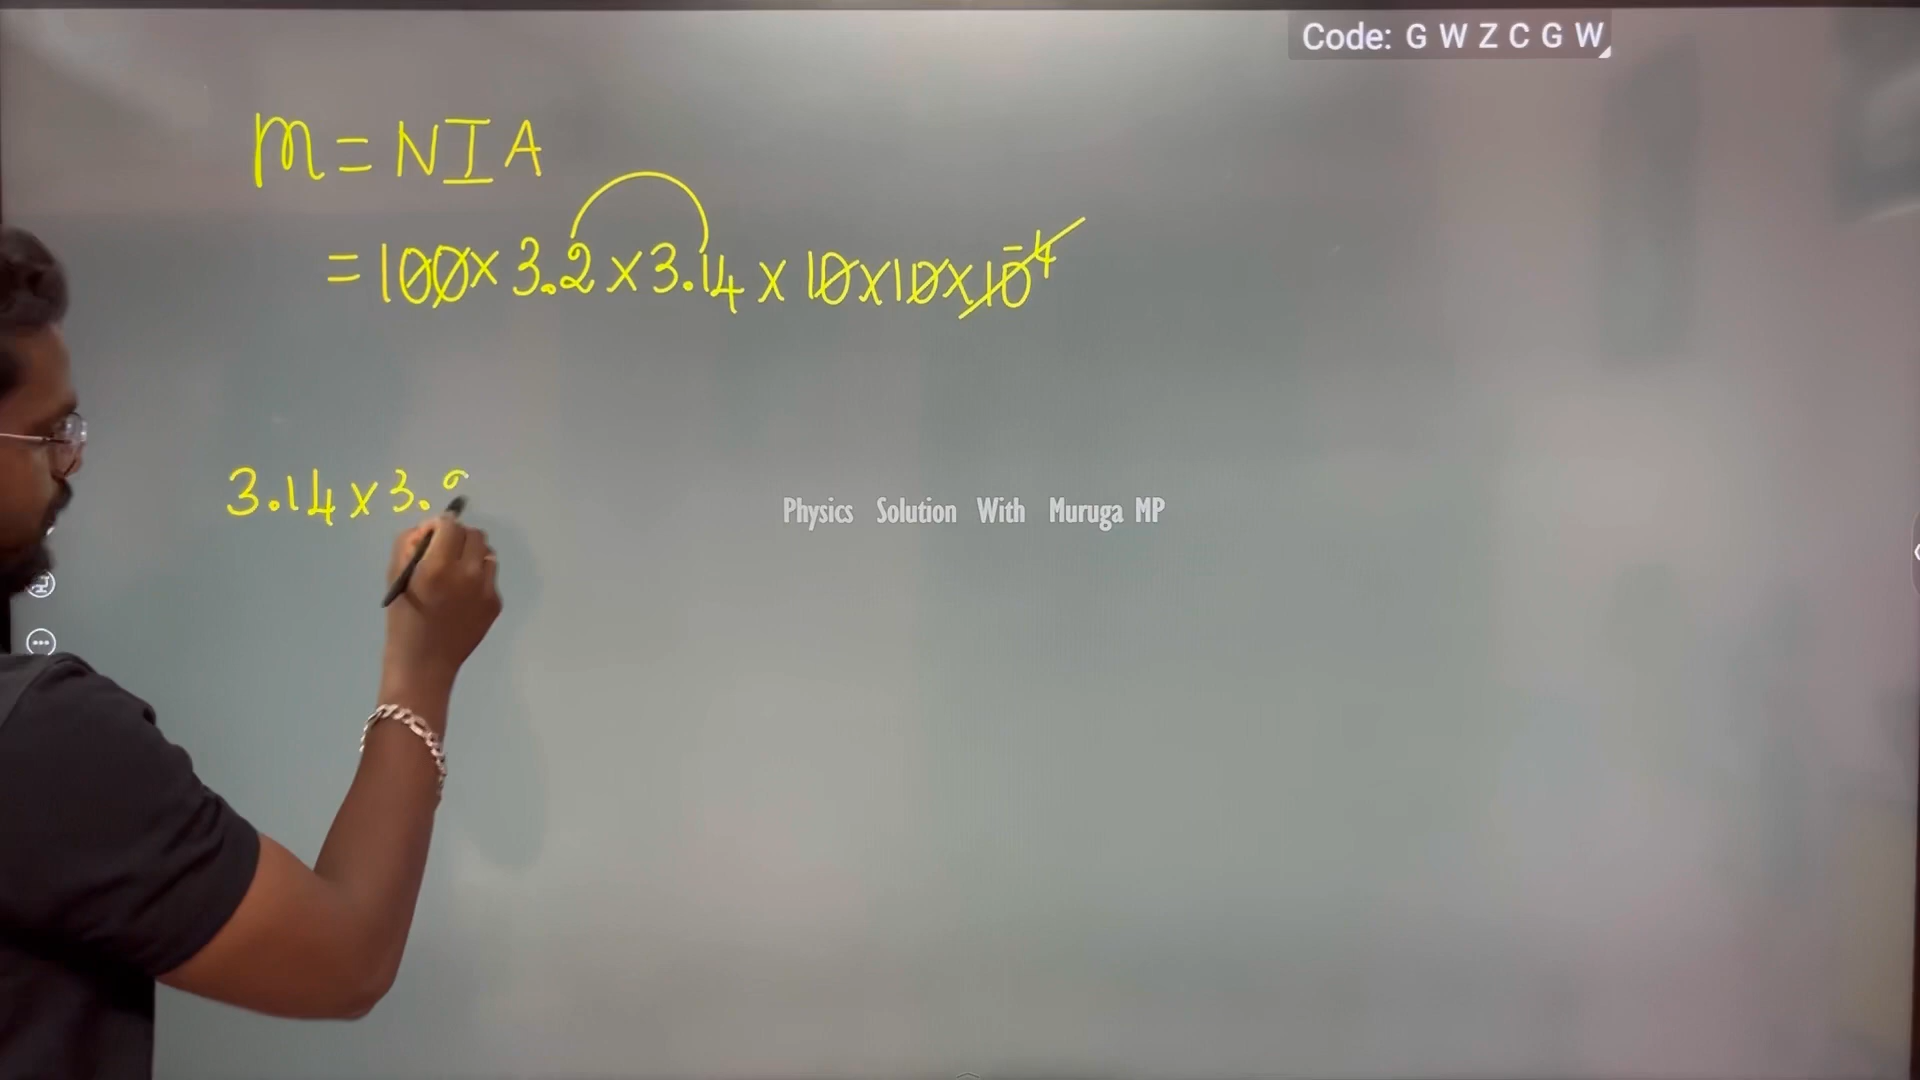 Code: G W Z C G W
m = NIA
= 100 x 3.2 x 3.14 x 10 x 10 x 10⁻⁴
3.14 x 3.
Physics Solution With Muruga MP